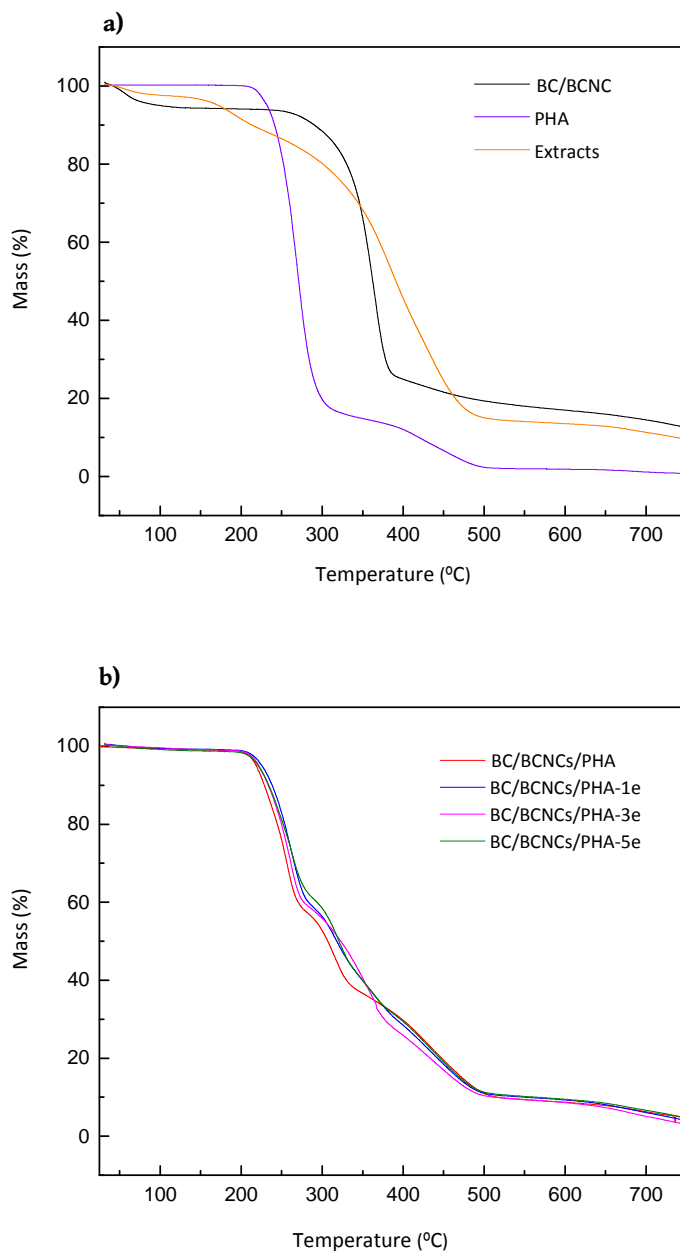 a)
BC/BCNC
PHA
Extracts
100
80
60
40
20
0
Mass (%)
100 200 300 400 500 600 700
Temperature (⁰C)
b)
BC/BCNCs/PHA
BC/BCNCs/PHA-1e
BC/BCNCs/PHA-3e
BC/BCNCs/PHA-5e
100
80
60
40
20
0
Mass (%)
100 200 300 400 500 600 700
Temperature (⁰C)